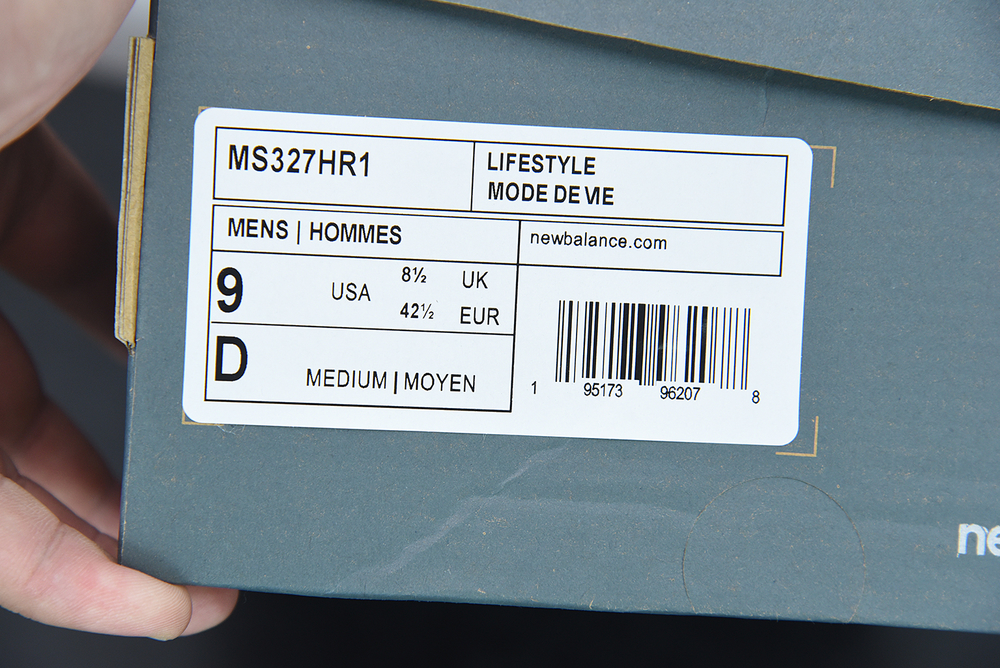 MS327HR1
LIFESTYLE
MODE DE VIE
MENS | HOMMES
newbalance.com
9
USA
8½ UK
42½ EUR
D
MEDIUM | MOYEN
1 95173 96207 8
ne